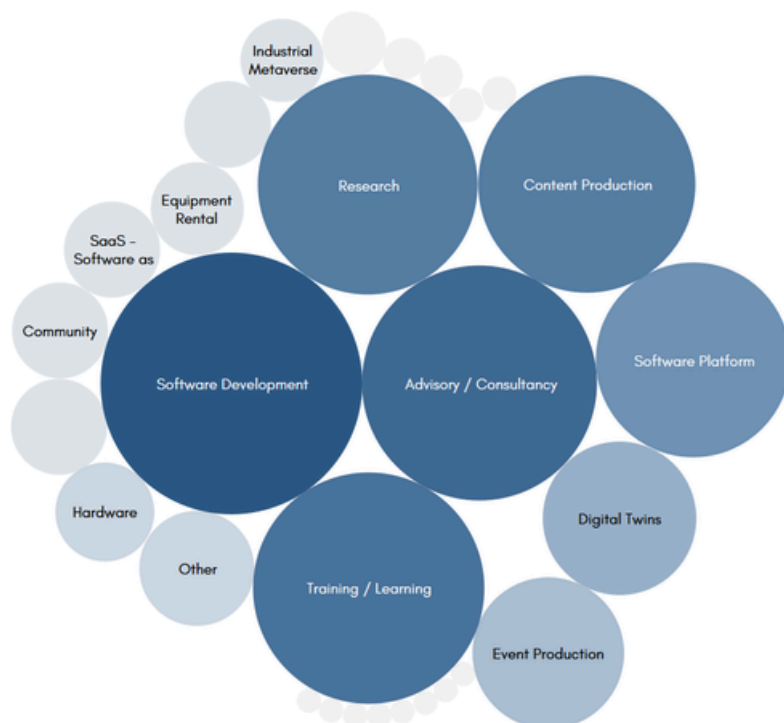 Industrial
Metaverse
Research
Content Production
Equipment
Rental
SaaS -
Software as
Community
Software Development
Advisory / Consultancy
Software Platform
Hardware
Digital Twins
Other
Training / Learning
Event Production